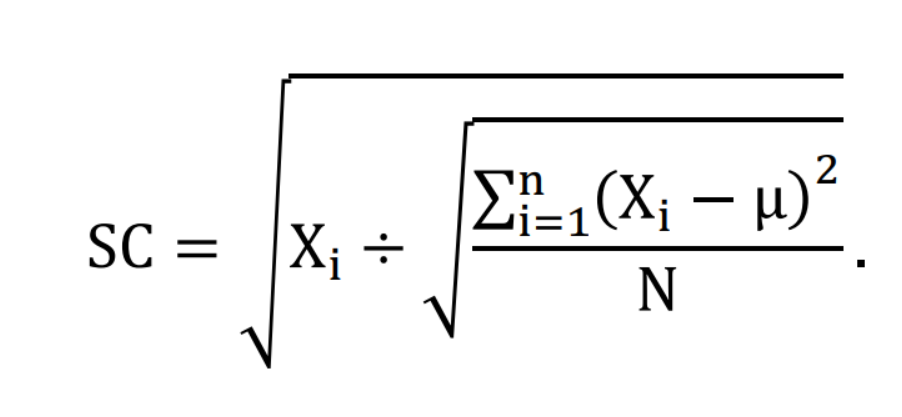 SC = √(Xᵢ ÷ √(∑ⁿᵢ₌₁(Xᵢ − μ)² / N)).